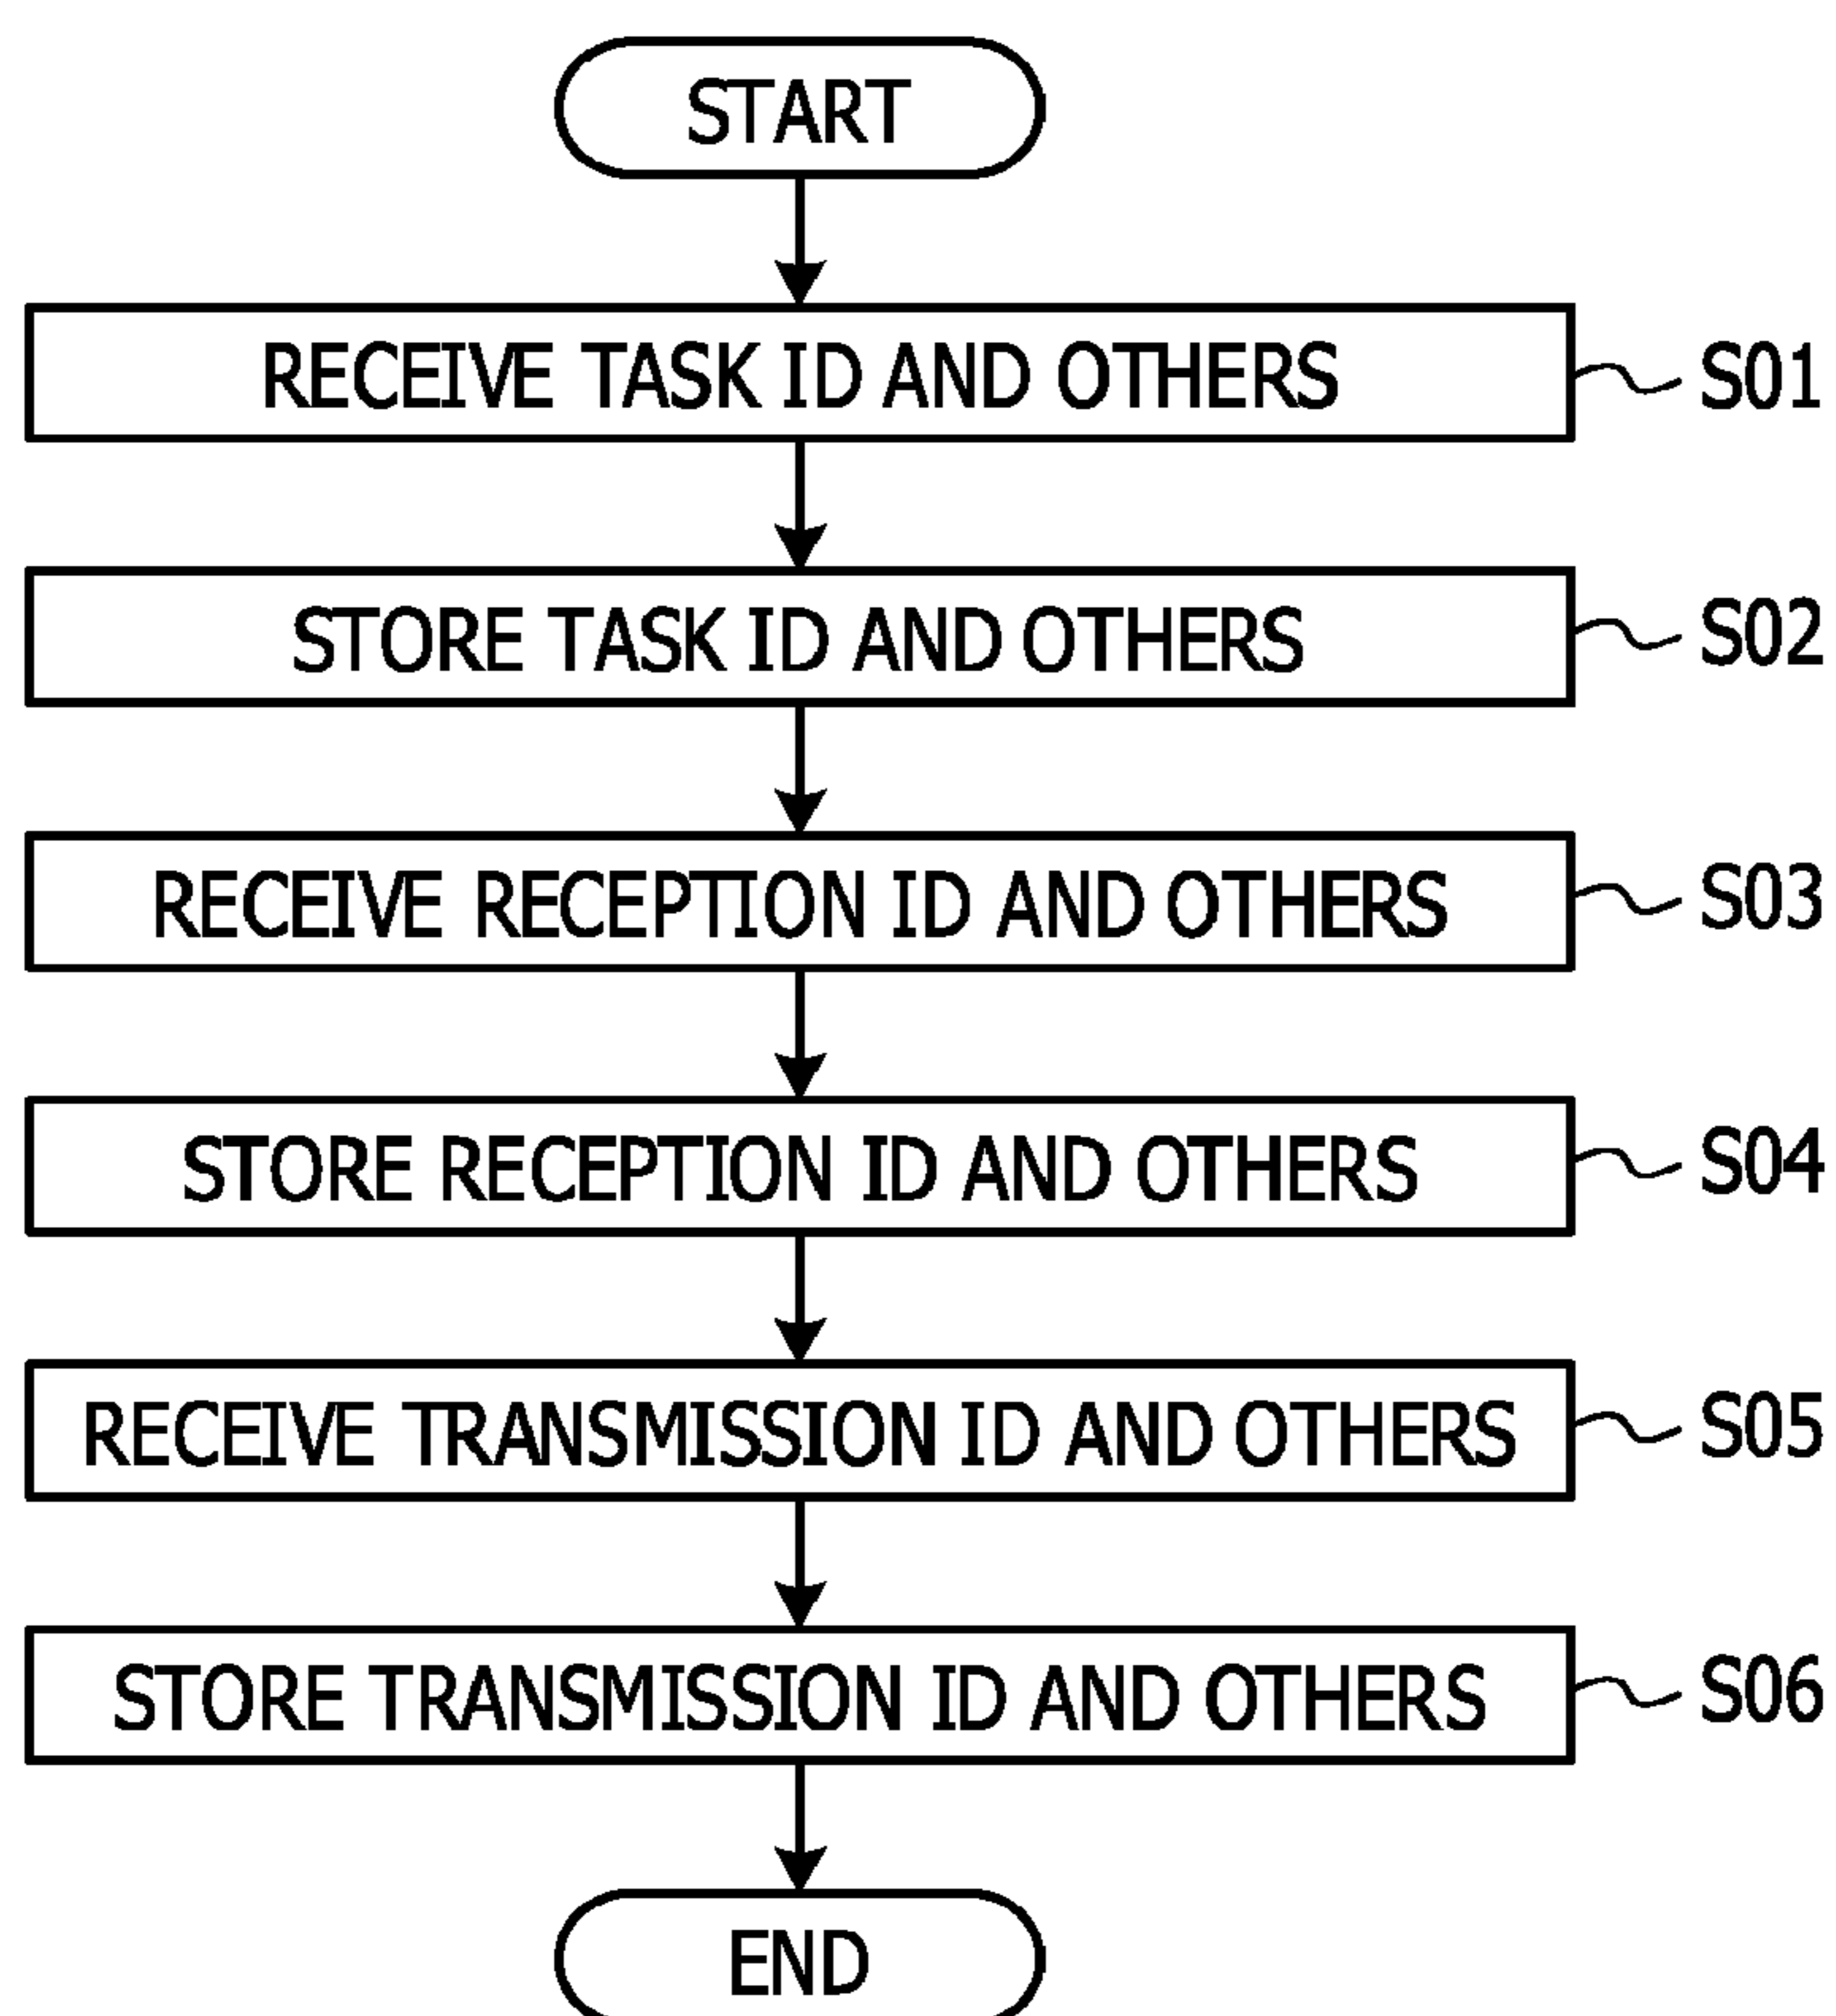 START
RECEIVE TASK ID AND OTHERS
S01
STORE TASK ID AND OTHERS
S02
RECEIVE RECEPTION ID AND OTHERS
S03
STORE RECEPTION ID AND OTHERS
S04
RECEIVE TRANSMISSION ID AND OTHERS
S05
STORE TRANSMISSION ID AND OTHERS
S06
END